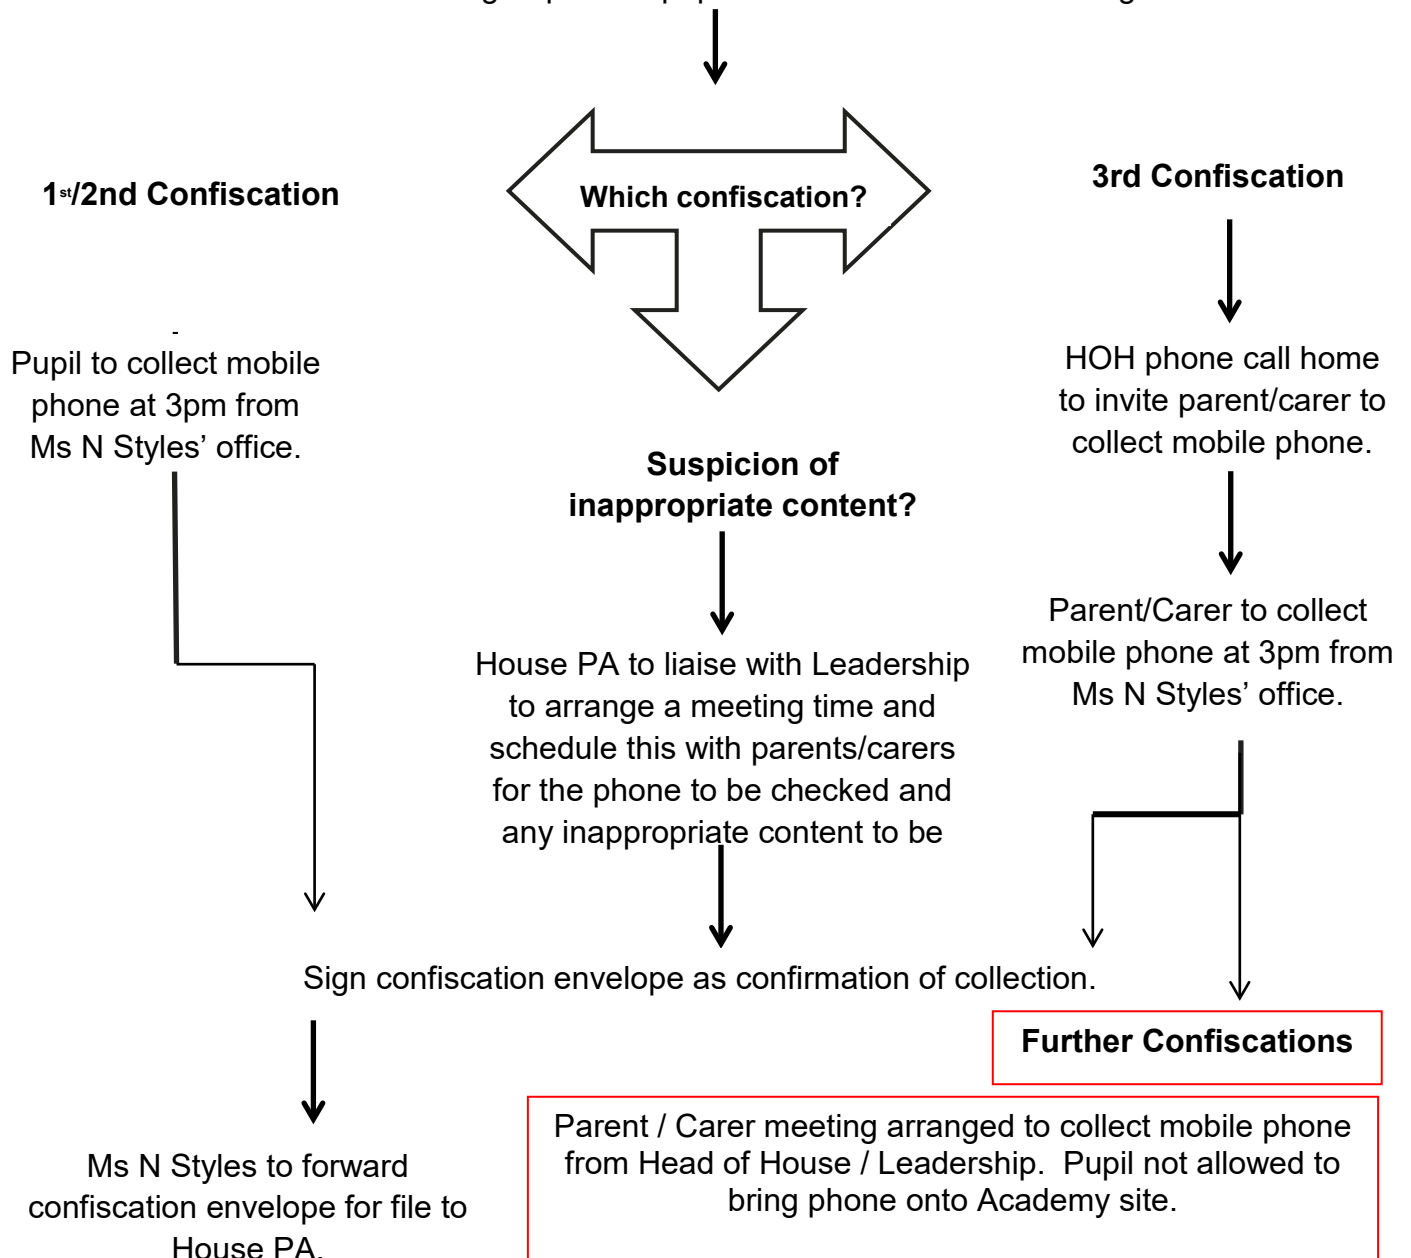 Which confiscation?
1st/2nd Confiscation
Pupil to collect mobile
phone at 3pm from
Ms N Styles’ office.
Suspicion of
inappropriate content?
House PA to liaise with Leadership
to arrange a meeting time and
schedule this with parents/carers
for the phone to be checked and
any inappropriate content to be
3rd Confiscation
HOH phone call home
to invite parent/carer to
collect mobile phone.
Parent/Carer to collect
mobile phone at 3pm from
Ms N Styles’ office.
Sign confiscation envelope as confirmation of collection.
Ms N Styles to forward
confiscation envelope for file to
House PA.
Further Confiscations
Parent / Carer meeting arranged to collect mobile phone
from Head of House / Leadership. Pupil not allowed to
bring phone onto Academy site.